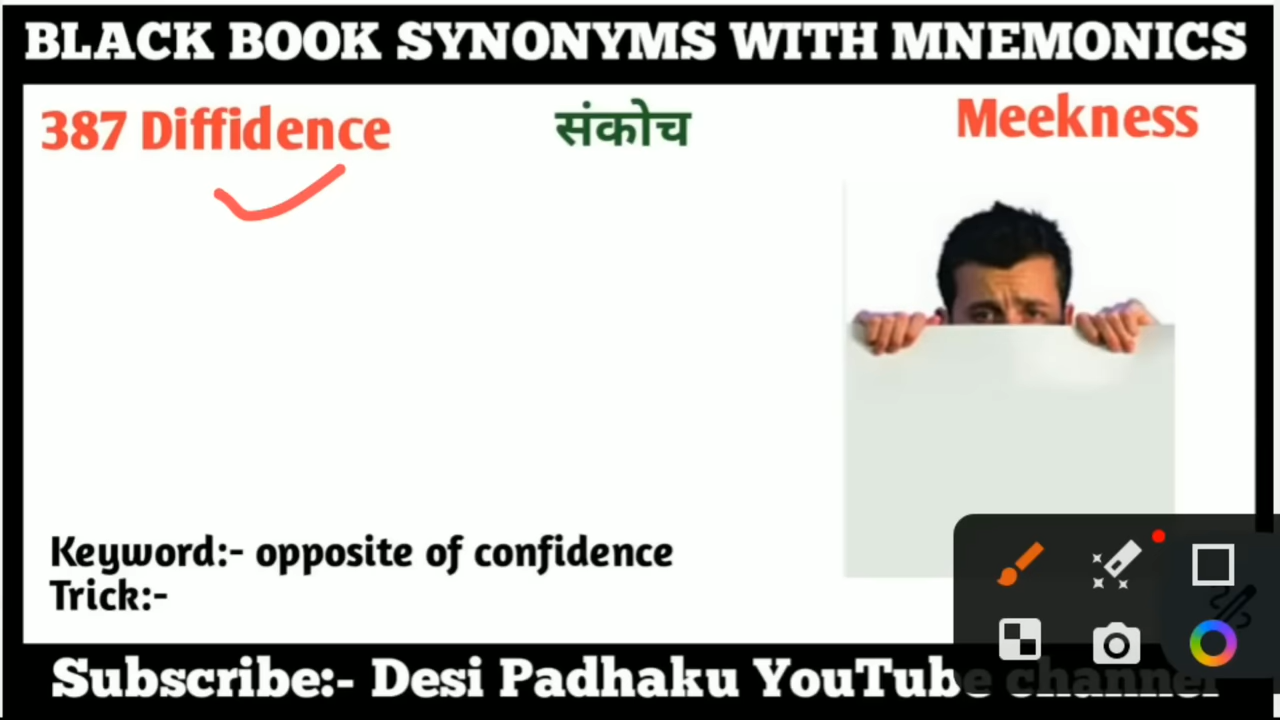 BLACK BOOK SYNONYMS WITH MNEMONICS
387 Diffidence संकोच Meekness
Keyword:- opposite of confidence
Trick:-
Subscribe:- Desi Padhaku YouTube channel